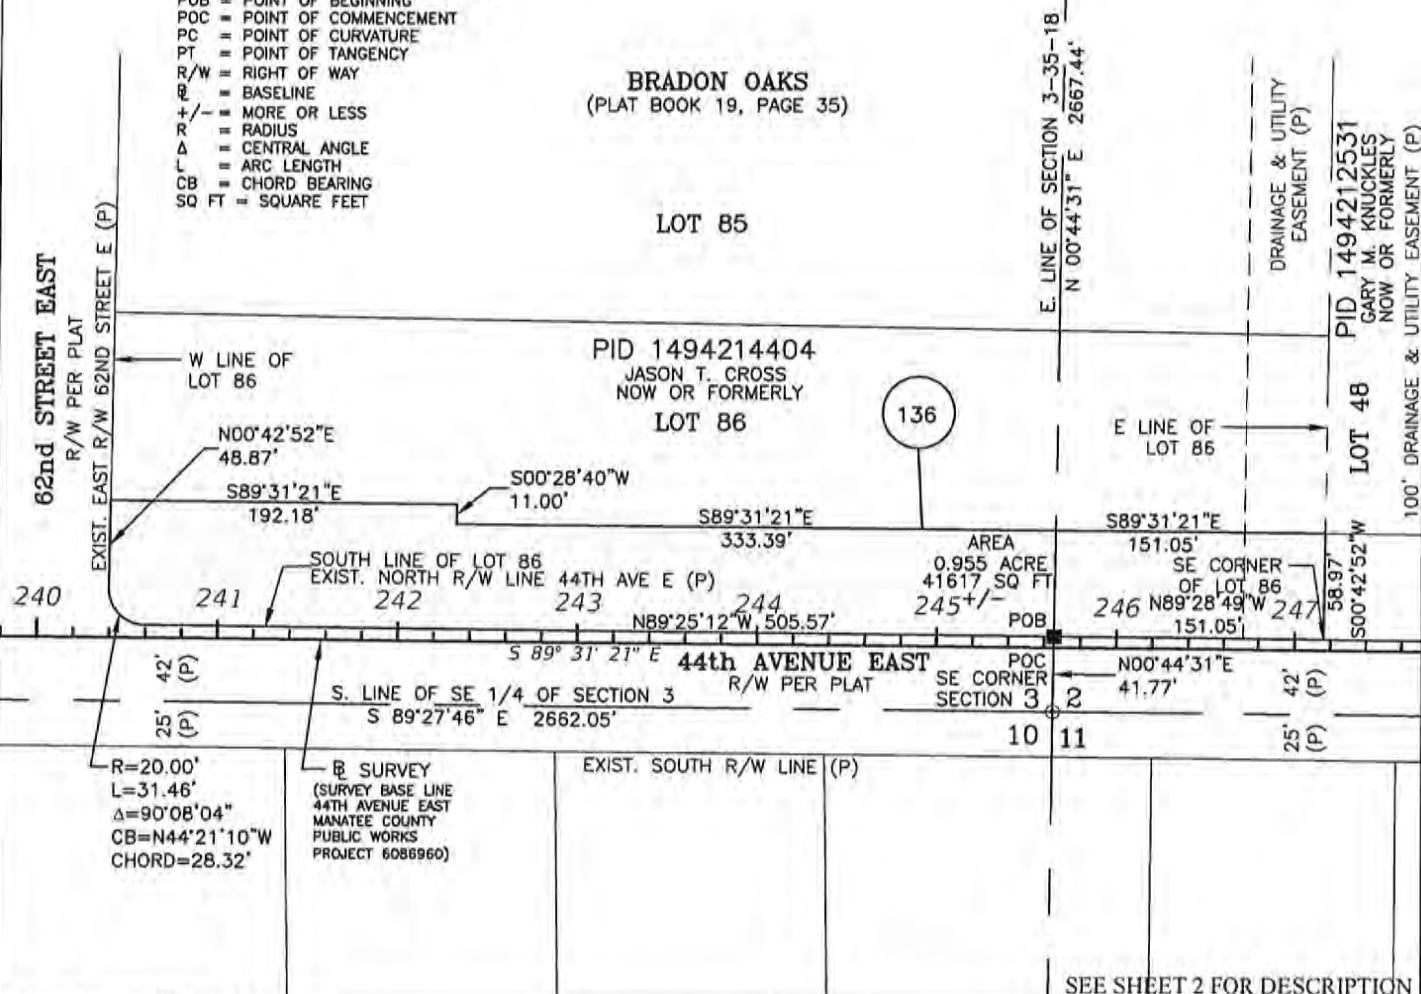 POB = POINT OF BEGINNING
POC = POINT OF COMMENCEMENT
PC = POINT OF CURVATURE
PT = POINT OF TANGENCY
R/W = RIGHT OF WAY
℄ = BASELINE
+/- = MORE OR LESS
R = RADIUS
Δ = CENTRAL ANGLE
L = ARC LENGTH
CB = CHORD BEARING
SQ FT = SQUARE FEET
BRADON OAKS
(PLAT BOOK 19, PAGE 35)
LOT 85
E. LINE OF SECTION 3-35-18
N 00°44'31" E 2667.44'
DRAINAGE & UTILITY
EASEMENT (P)
PID 1494212531
GARY M. KNUCKLES
NOW OR FORMERLY
LOT 48
100' DRAINAGE & UTILITY EASEMENT (P)
62nd STREET EAST
R/W PER PLAT
EXIST. EAST R/W 62ND STREET E (P)
W LINE OF
LOT 86
PID 1494214404
JASON T. CROSS
NOW OR FORMERLY
LOT 86
136
E LINE OF
LOT 86
N00°42'52"E
48.87'
S89°31'21"E
192.18'
S00°28'40"W
11.00'
S89°31'21"E
333.39'
S89°31'21"E
151.05'
AREA
0.955 ACRE
41617 SQ FT
+/-
SE CORNER
OF LOT 86
58.97'
S00°42'52"W
SOUTH LINE OF LOT 86
EXIST. NORTH R/W LINE 44TH AVE E (P)
240
241
242
243
244
245
246
247
N89°25'12"W, 505.57'
POB
N89°28'49"W
151.05'
S 89° 31' 21" E
44th AVENUE EAST
R/W PER PLAT
POC
SE CORNER
SECTION 3
2
10
11
N00°44'31"E
41.77'
42'
(P)
25'
(P)
42'
(P)
25'
(P)
S. LINE OF SE 1/4 OF SECTION 3
S 89°27'46" E 2662.05'
EXIST. SOUTH R/W LINE (P)
R=20.00'
L=31.46'
Δ=90°08'04"
CB=N44°21'10"W
CHORD=28.32'
℄ SURVEY
(SURVEY BASE LINE
44TH AVENUE EAST
MANATEE COUNTY
PUBLIC WORKS
PROJECT 6086960)
SEE SHEET 2 FOR DESCRIPTION